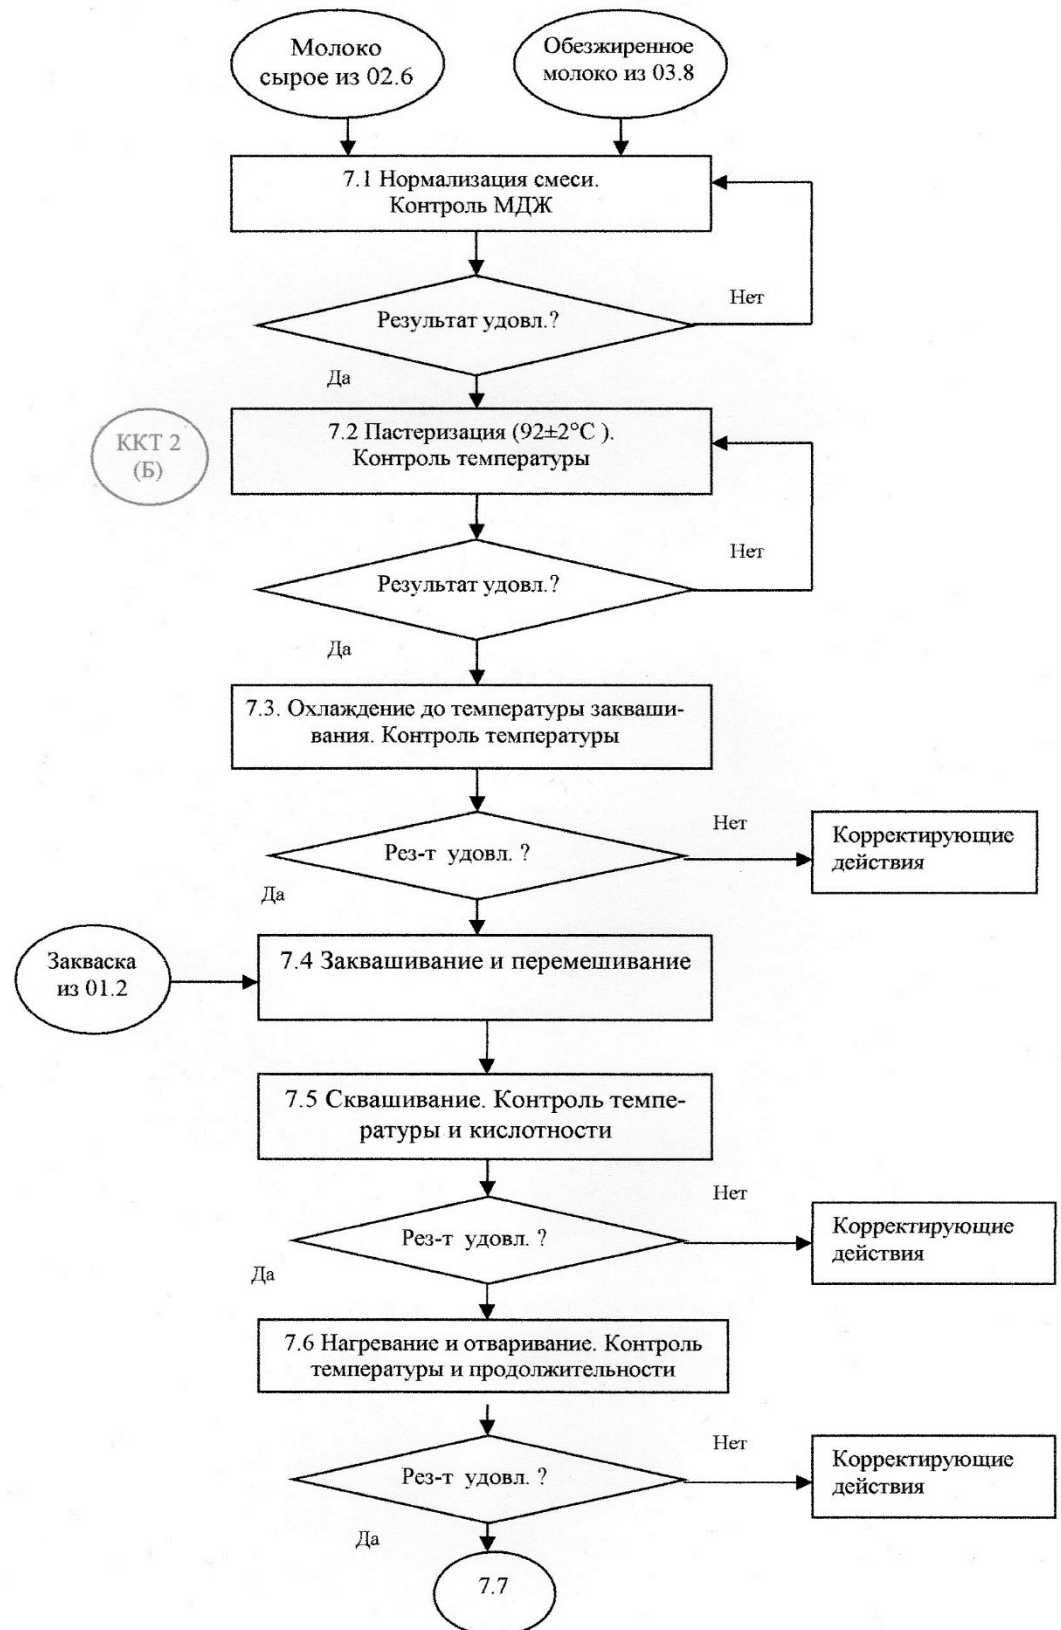 Молоко
сырое из 02.6
Обезжиренное
молоко из 03.8
7.1 Нормализация смеси.
Контроль МДЖ
Результат удовл.?
Нет
Да
ККТ 2
(Б)
7.2 Пастеризация (92±2°С ).
Контроль температуры
Результат удовл.?
Нет
Да
7.3. Охлаждение до температуры заквашивания-
вания. Контроль температуры
Рез-т удовл. ?
Нет
Корректирующие
действия
Да
Закваска
из 01.2
7.4 Заквашивание и перемешивание
7.5 Сквашивание. Контроль темпе-
ратуры и кислотности
Рез-т удовл. ?
Нет
Корректирующие
действия
Да
7.6 Нагревание и отваривание. Контроль
температуры и продолжительности
Рез-т удовл. ?
Нет
Корректирующие
действия
Да
7.7